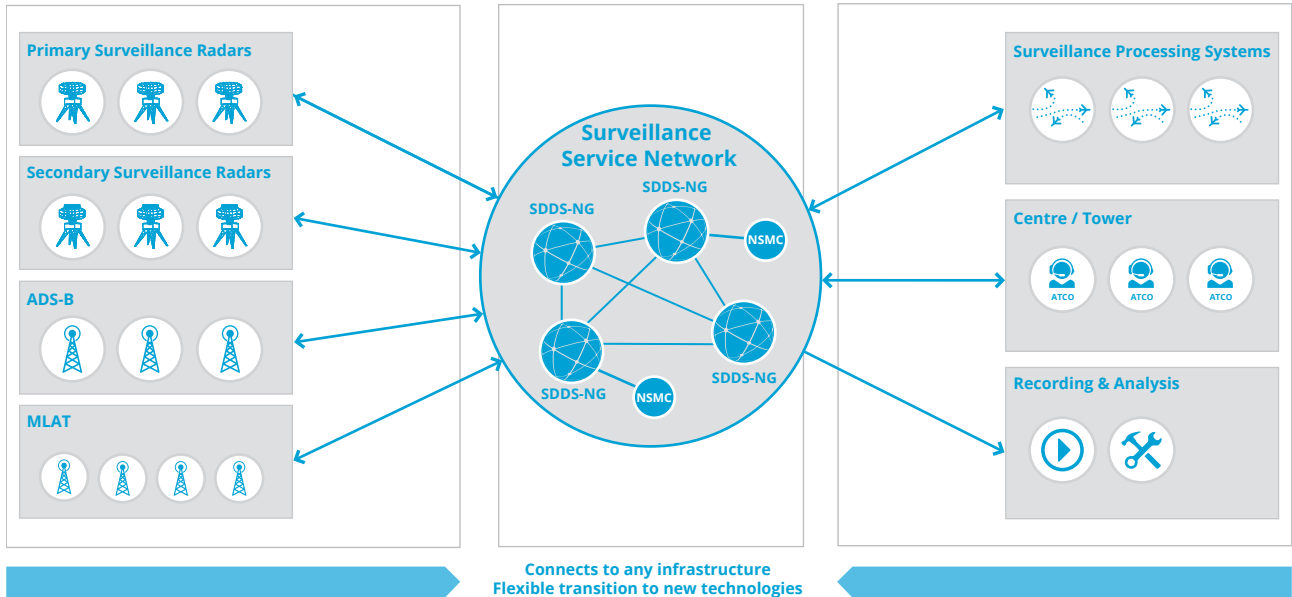 Primary Surveillance Radars
Secondary Surveillance Radars
ADS-B
MLAT
Surveillance
Service Network
SDDS-NG
SDDS-NG
NSMC
SDDS-NG
SDDS-NG
NSMC
Surveillance Processing Systems
Centre / Tower
ATCO
ATCO
ATCO
Recording & Analysis
Connects to any infrastructure
Flexible transition to new technologies